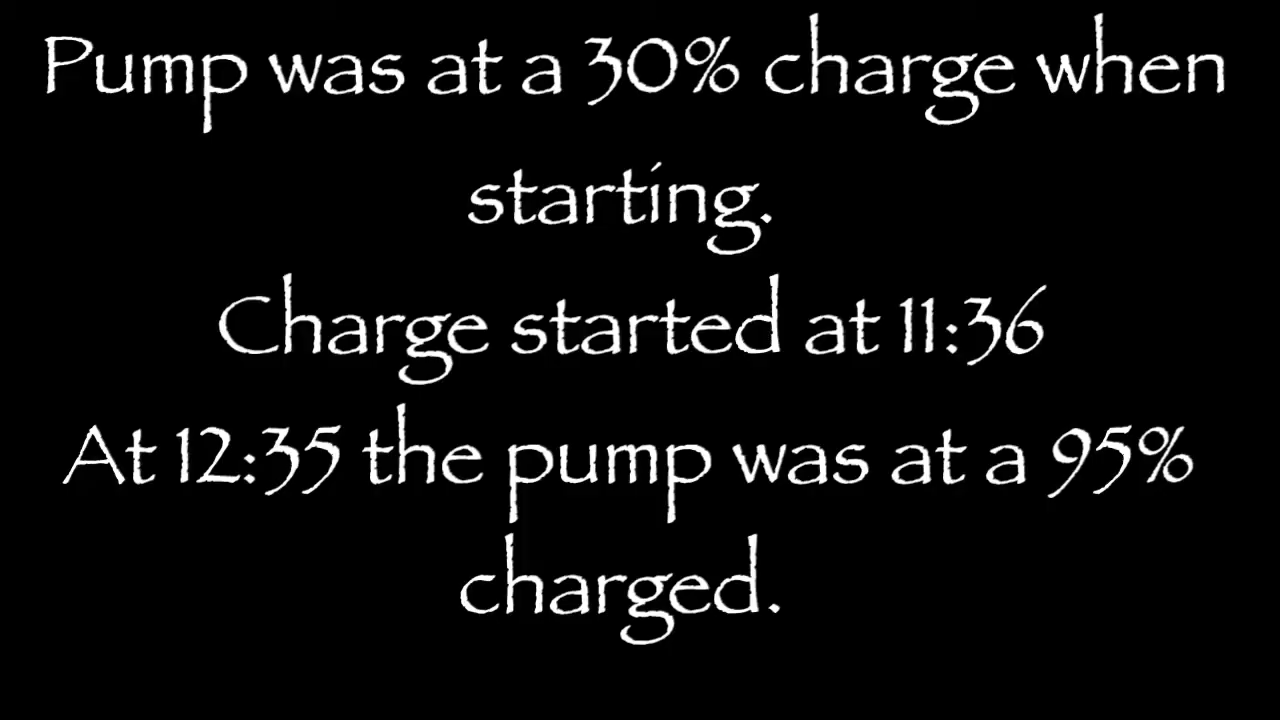 Pump was at a 30% charge when
starting.
Charge started at 11:36
At 12:35 the pump was at a 95%
charged.